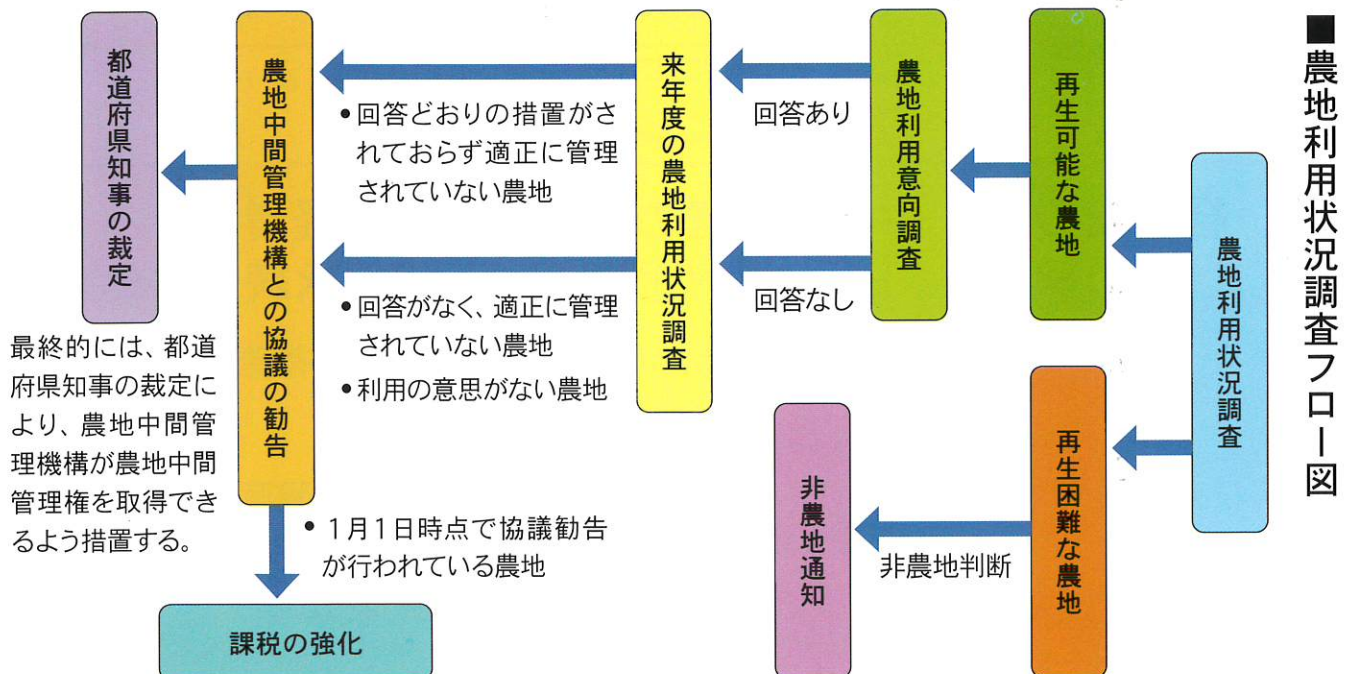 ■農地利用状況調査フロー図
農地利用状況調査
再生可能な農地
再生困難な農地
農地利用意向調査
非農地判断
非農地通知
回答あり
回答なし
来年度の農地利用状況調査
•回答どおりの措置がさ
れておらず適正に管理
されていない農地
•回答がなく、適正に管理
されていない農地
•利用の意思がない農地
農地中間管理機構との協議の勧告
都道府県知事の裁定
最終的には、都道
府県知事の裁定に
より、農地中間管
理機構が農地中間
管理権を取得でき
るよう措置する。
•1月1日時点で協議勧告
が行われている農地
課税の強化